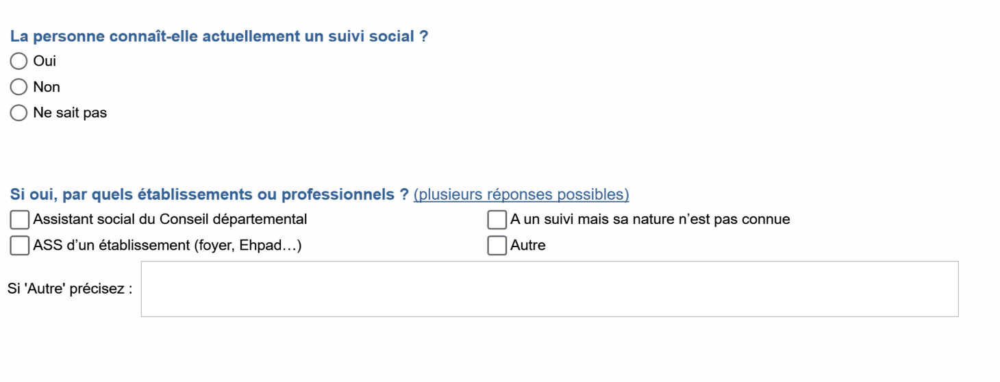 La personne connaît-elle actuellement un suivi social ?
Oui
Non
Ne sait pas
Si oui, par quels établissements ou professionnels ? (plusieurs réponses possibles)
Assistant social du Conseil départemental
A un suivi mais sa nature n’est pas connue
ASS d’un établissement (foyer, Ehpad…)
Autre
Si 'Autre' précisez :